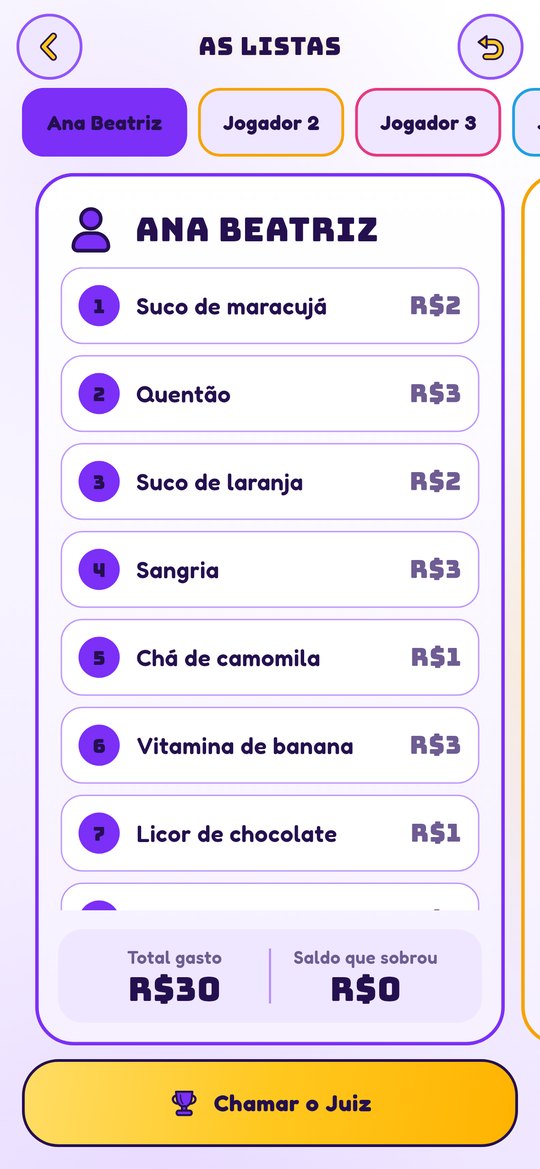 AS LISTAS
Ana Beatriz
Jogador 2
Jogador 3
ANA BEATRIZ
1 Suco de maracujá R$2
2 Quentão R$3
3 Suco de laranja R$2
4 Sangria R$3
5 Chá de camomila R$1
6 Vitamina de banana R$3
7 Licor de chocolate R$1
Total gasto Saldo que sobrou
R$30 R$0
Chamar o Juiz